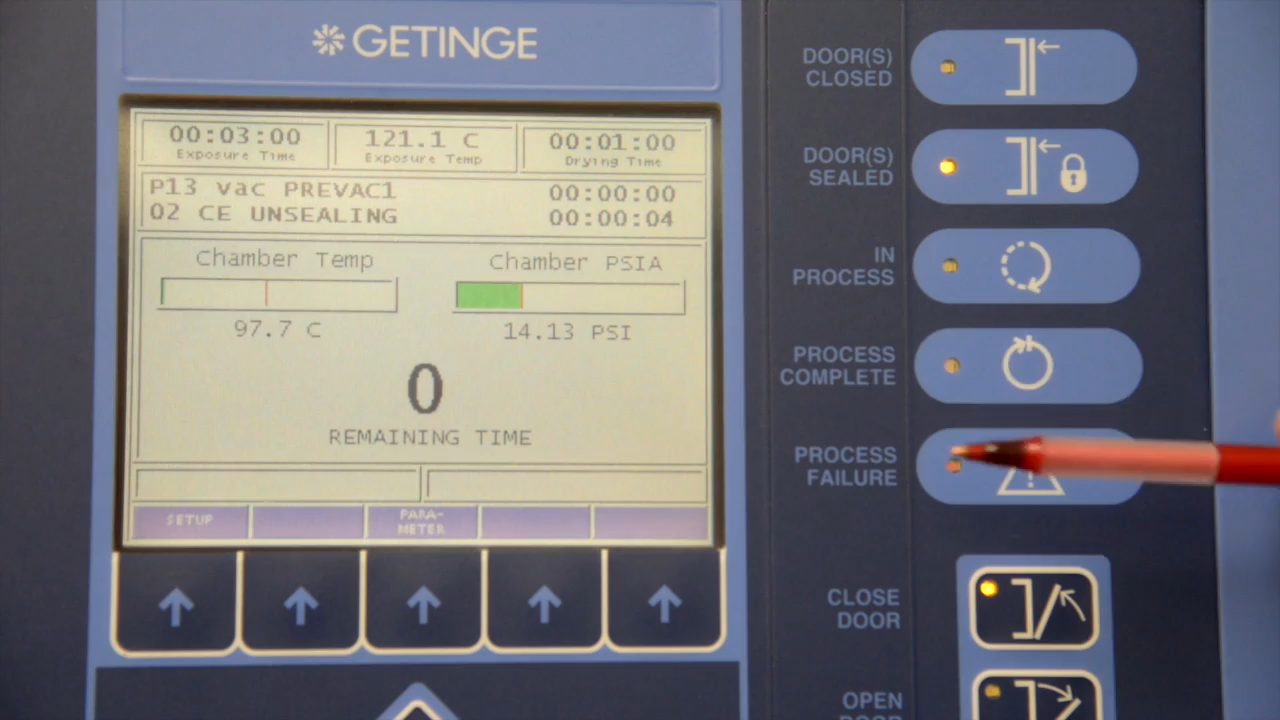 GETINGE
00:03:00
Exposure Time
121.1 C
Exposure Temp
00:01:00
Drying Time
P13 vac PREVAC1
00:00:00
02 CE UNSEALING
00:00:04
Chamber Temp
97.7 C
Chamber PSIA
14.13 PSI
0
REMAINING TIME
SETUP
PARA-
METER
DOOR(S)
CLOSED
DOOR(S)
SEALED
IN
PROCESS
PROCESS
COMPLETE
PROCESS
FAILURE
CLOSE
DOOR
OPEN
DOOR